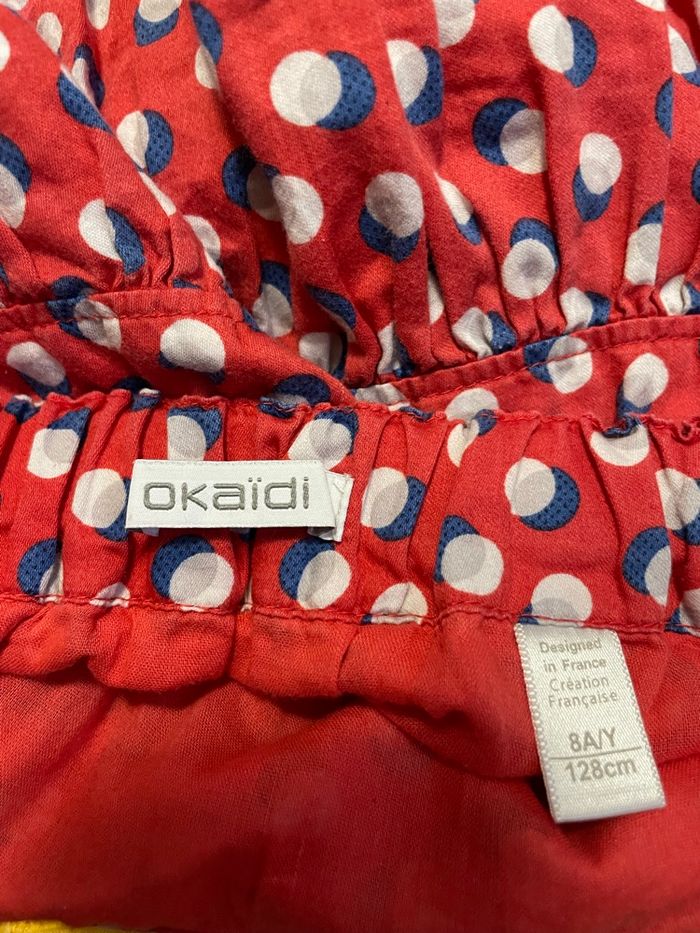 okaïdi
Designed
in France
Création
Française
8A/Y
128cm